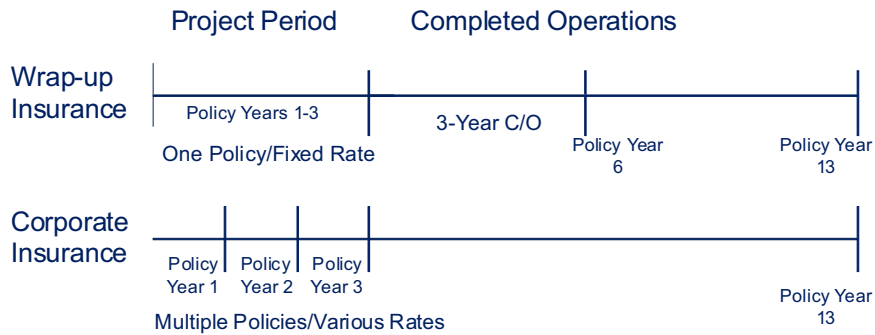 Project Period
Completed Operations
Wrap-up
Insurance
Policy Years 1-3
3-Year C/O
One Policy/Fixed Rate
Policy Year
6
Policy Year
13
Corporate
Insurance
Policy
Year 1
Policy
Year 2
Policy
Year 3
Policy Year
13
Multiple Policies/Various Rates